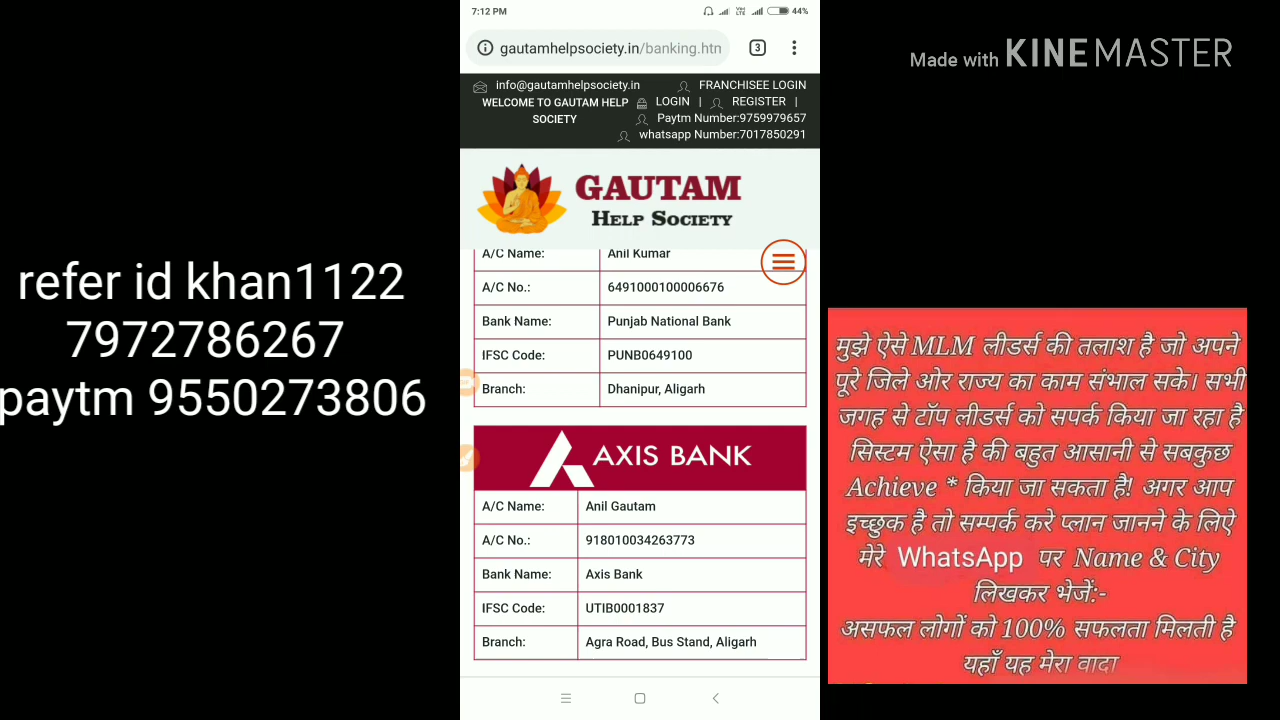 refer id khan1122
7972786267
paytm 9550273806
7:12 PM
44%
gautamhelpsociety.in/banking.htn
3
info@gautamhelpsociety.in
FRANCHISEE LOGIN
WELCOME TO GAUTAM HELP
SOCIETY
LOGIN | REGISTER |
Paytm Number:9759979657
whatsapp Number:7017850291
GAUTAM
HELP SOCIETY
A/C Name: Anil Kumar
A/C No.: 6491000100006676
Bank Name: Punjab National Bank
IFSC Code: PUNB0649100
Branch: Dhanipur, Aligarh
AXIS BANK
A/C Name: Anil Gautam
A/C No.: 918010034263773
Bank Name: Axis Bank
IFSC Code: UTIB0001837
Branch: Agra Road, Bus Stand, Aligarh
Made with KINEMASTER
मुझे ऐसे MLM लीडर्स की तलाश है जो अपने
पूरे जिले ओर राज्य का काम संभाल सके। सभी
जगह से टॉप लीडर्स को सपर्क किया जा रहा है
सिस्टम ऐसा है की बहुत आसानी से सबकुछ
Achieve * किया जा सकता है! अगर आप
इच्छुक है तो सम्पर्क करे प्लान जानने के लिऐ
मेरे WhatsApp पर Name & City
लिखकर भेजें:-
असफल लोगों को 100% सफलता मिलती है
यहाँ यह मेरा वादा